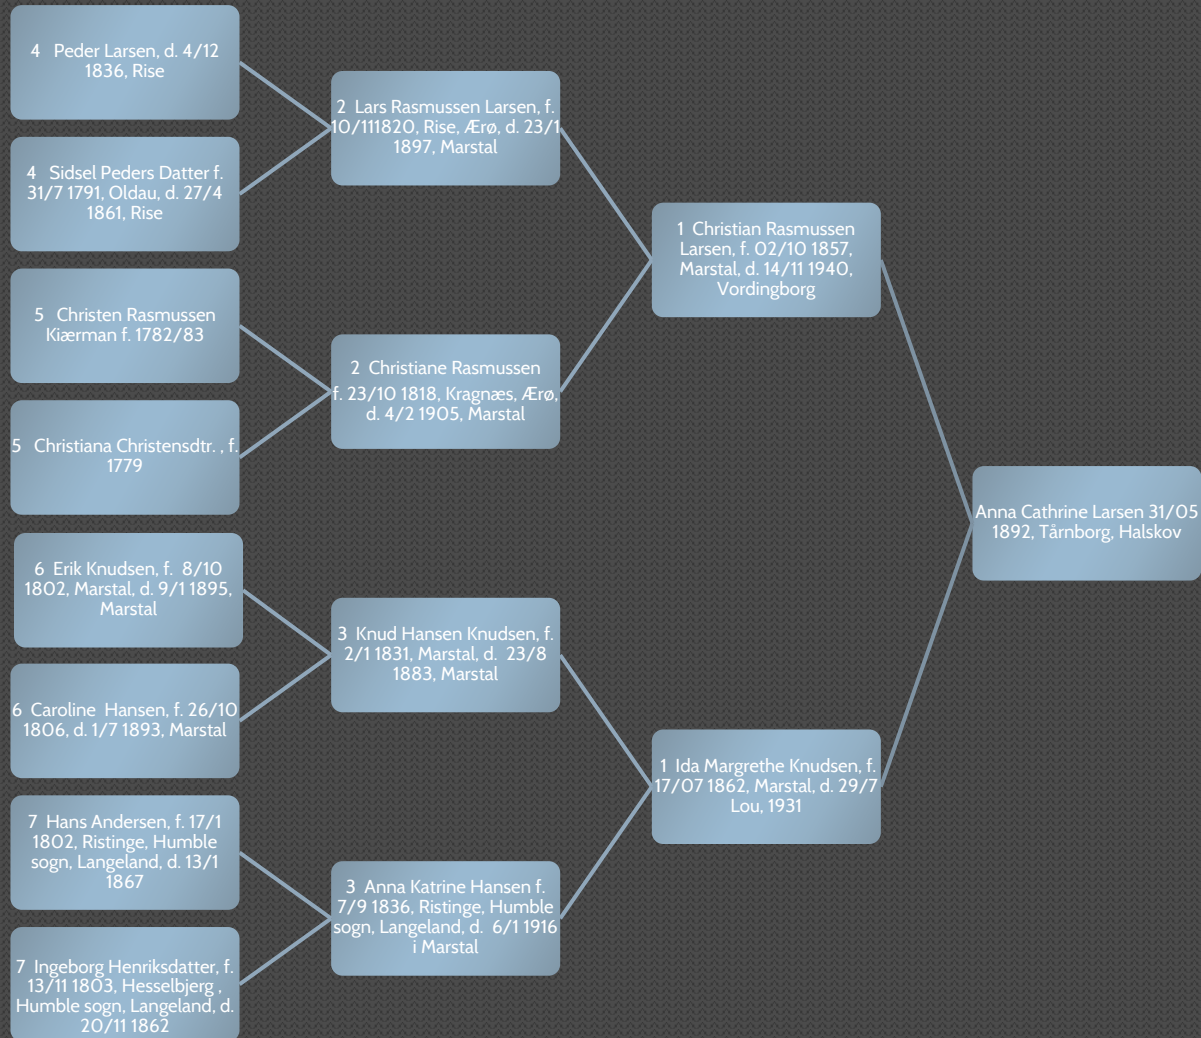 4 Peder Larsen, d. 4/12
1836, Rise
4 Sidsel Peders Datter f.
31/7 1791, Oldau, d. 27/4
1861, Rise
5 Christen Rasmussen
Kiærman f. 1782/83
5 Christiana Christensdtr. , f.
1779
6 Erik Knudsen, f. 8/10
1802, Marstal, d. 9/1 1895,
Marstal
6 Caroline Hansen, f. 26/10
1806, d. 1/7 1893, Marstal
7 Hans Andersen, f. 17/1
1802, Ristinge, Humble
sogn, Langeland, d. 13/1
1867
7 Ingeborg Henriksdatter, f.
13/11 1803, Hesselbjerg ,
Humble sogn, Langeland, d.
20/11 1862
2 Lars Rasmussen Larsen, f.
10/111820, Rise, Ærø, d. 23/1
1897, Marstal
2 Christiane Rasmussen
f. 23/10 1818, Kragnæs, Ærø,
d. 4/2 1905, Marstal
3 Knud Hansen Knudsen, f.
2/1 1831, Marstal, d. 23/8
1883, Marstal
3 Anna Katrine Hansen f.
7/9 1836, Ristinge, Humble
sogn, Langeland, d. 6/1 1916
i Marstal
1 Christian Rasmussen
Larsen, f. 02/10 1857,
Marstal, d. 14/11 1940,
Vordingborg
1 Ida Margrethe Knudsen, f.
17/07 1862, Marstal, d. 29/7
Lou, 1931
Anna Cathrine Larsen 31/05
1892, Tårnborg, Halskov